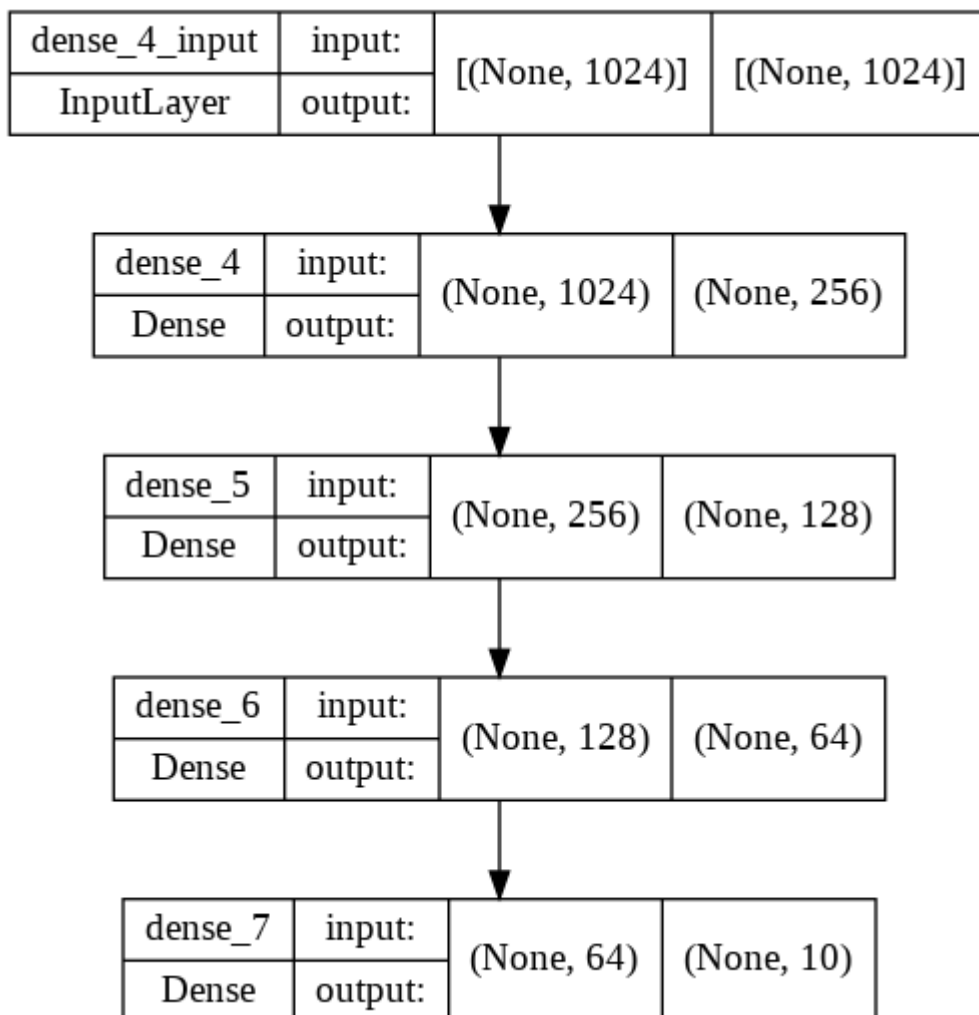 dense_4_input input: [(None, 1024)] [(None, 1024)]
InputLayer output:
dense_4 input: (None, 1024) (None, 256)
Dense output:
dense_5 input: (None, 256) (None, 128)
Dense output:
dense_6 input: (None, 128) (None, 64)
Dense output:
dense_7 input: (None, 64) (None, 10)
Dense output: